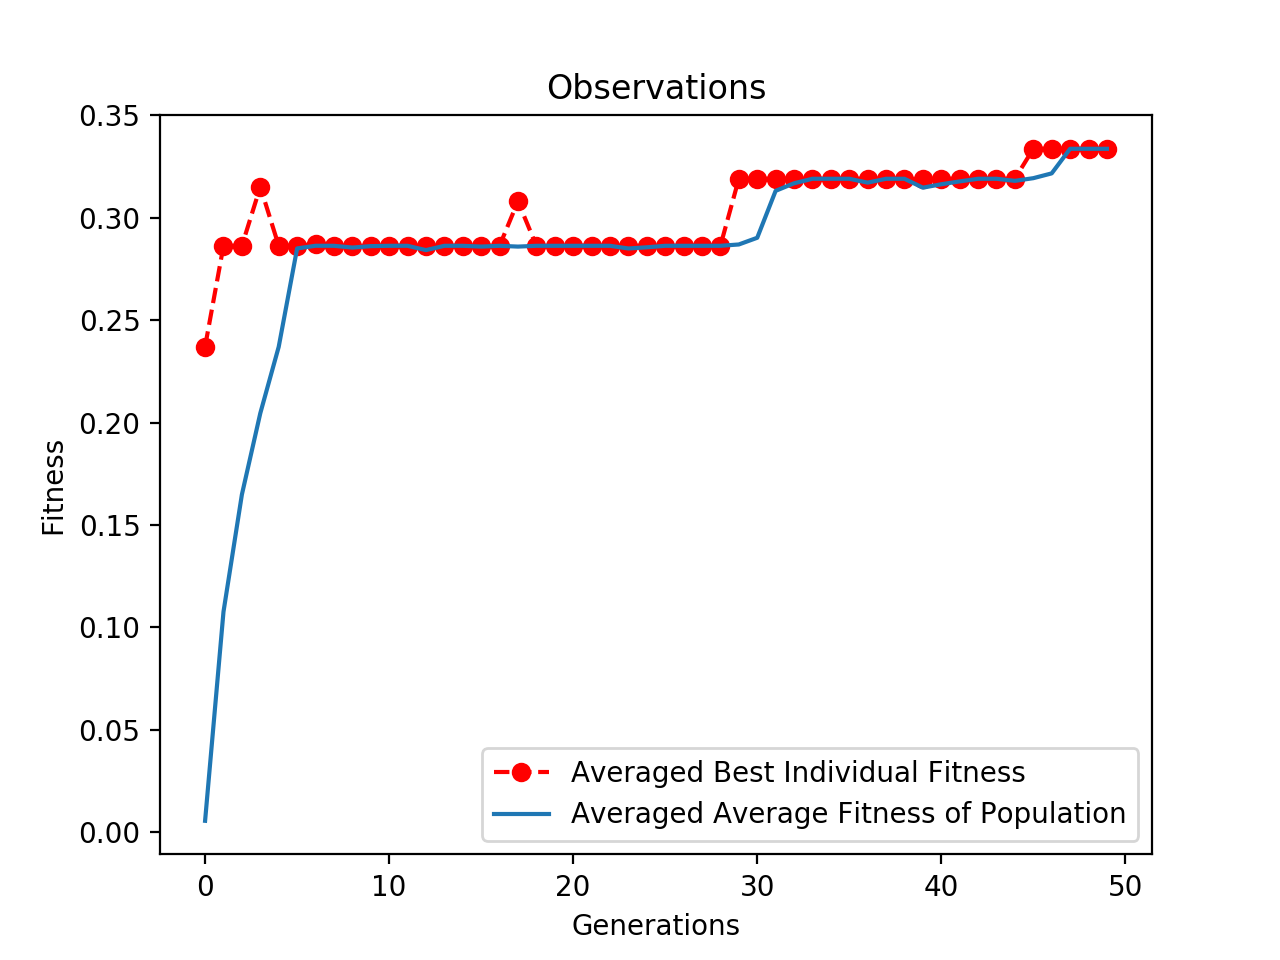 Observations
0.35
0.30
0.25
0.20
0.15
0.10
0.05
0.00
Fitness
Averaged Best Individual Fitness
Averaged Average Fitness of Population
0 10 20 30 40 50
Generations